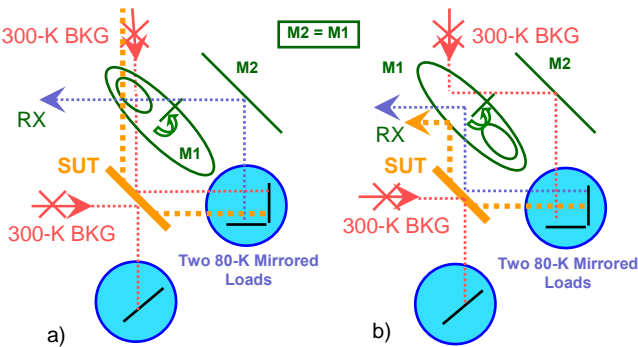 300-K BKG
M2
M2 = M1
RX
M1
SUT
300-K BKG
Two 80-K Mirrored
Loads
a)
300-K BKG
M1
M2
RX
SUT
300-K BKG
Two 80-K Mirrored
Loads
b)